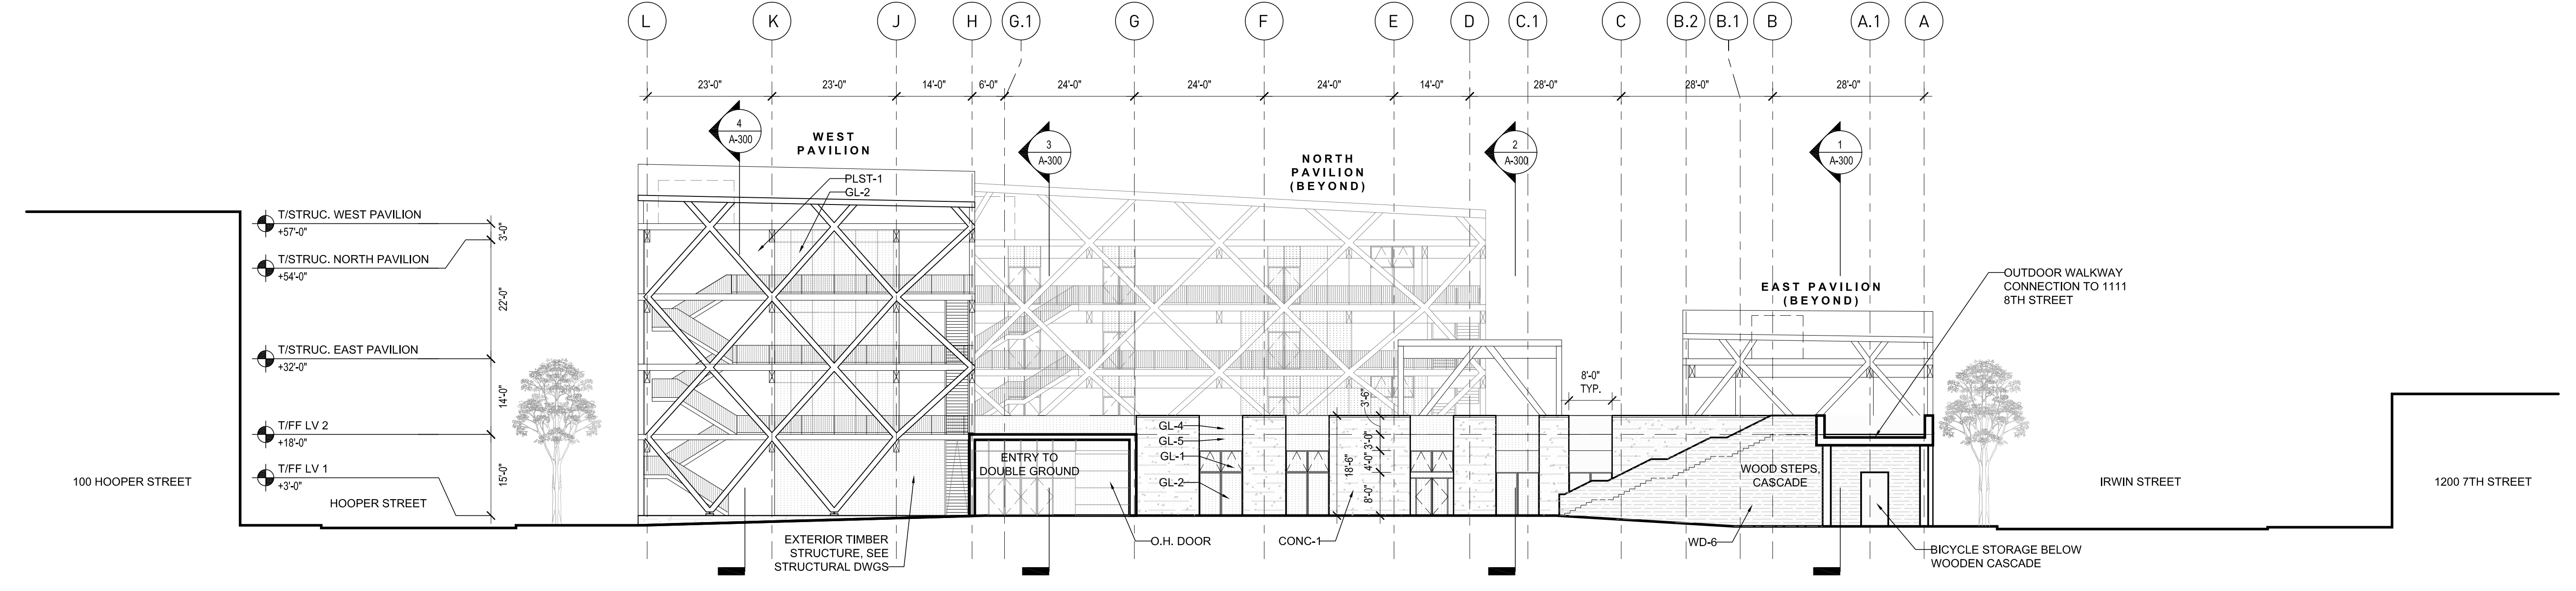 L
K
J
H
G.1
G
F
E
D
C.1
C
B.2
B.1
B
A.1
A
23'-0"
23'-0"
14'-0"
6'-0"
24'-0"
24'-0"
24'-0"
14'-0"
28'-0"
28'-0"
28'-0"
4
A-300
WEST
PAVILION
3
A-300
NORTH
PAVILION
(BEYOND)
2
A-300
1
A-300
PLST-1
GL-2
T/STRUC. WEST PAVILION
+57'-0"
3'-0"
T/STRUC. NORTH PAVILION
+54'-0"
22'-0"
T/STRUC. EAST PAVILION
+32'-0"
14'-0"
T/FF LV 2
+18'-0"
T/FF LV 1
+3'-0"
15'-0"
100 HOOPER STREET
HOOPER STREET
EAST PAVILION
(BEYOND)
OUTDOOR WALKWAY
CONNECTION TO 1111
8TH STREET
8'-0"
TYP.
3'-6"
3'-0"
4'-0"
18'-6"
8'-0"
GL-4
GL-5
GL-1
GL-2
ENTRY TO
DOUBLE GROUND
WOOD STEPS,
CASCADE
IRWIN STREET
1200 7TH STREET
EXTERIOR TIMBER
STRUCTURE, SEE
STRUCTURAL DWGS
O.H. DOOR
CONC-1
WD-6
BICYCLE STORAGE BELOW
WOODEN CASCADE